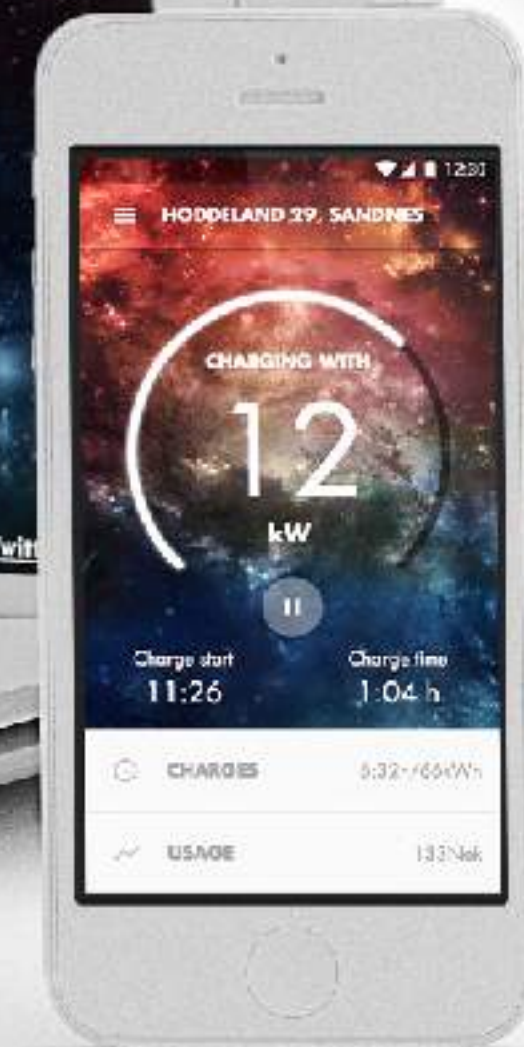 12:30
HODDELAND 29, SANDNES
CHARGING WITH
12
kW
Charge start
Charge time
11:26
1:04 h
CHARGES
USAGE
133Nok